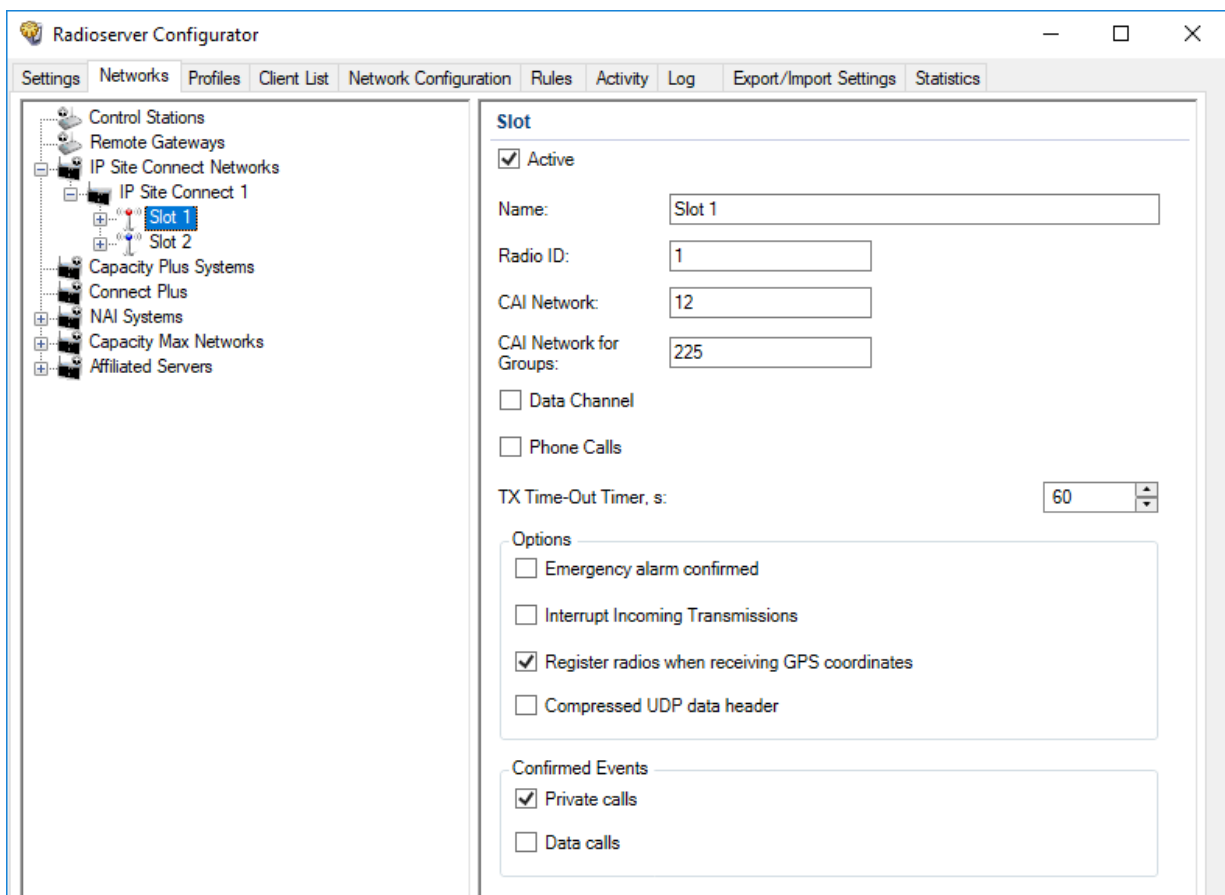 Radioserver Configurator
Settings Networks Profiles Client List Network Configuration Rules Activity Log Export/Import Settings Statistics
Control Stations
Remote Gateways
IP Site Connect Networks
IP Site Connect 1
Slot 1
Slot 2
Capacity Plus Systems
Connect Plus
NAI Systems
Capacity Max Networks
Affiliated Servers
Slot
Active
Name: Slot 1
Radio ID: 1
CAI Network: 12
CAI Network for
Groups: 225
Data Channel
Phone Calls
TX Time-Out Timer, s: 60
Options
Emergency alarm confirmed
Interrupt Incoming Transmissions
Register radios when receiving GPS coordinates
Compressed UDP data header
Confirmed Events
Private calls
Data calls